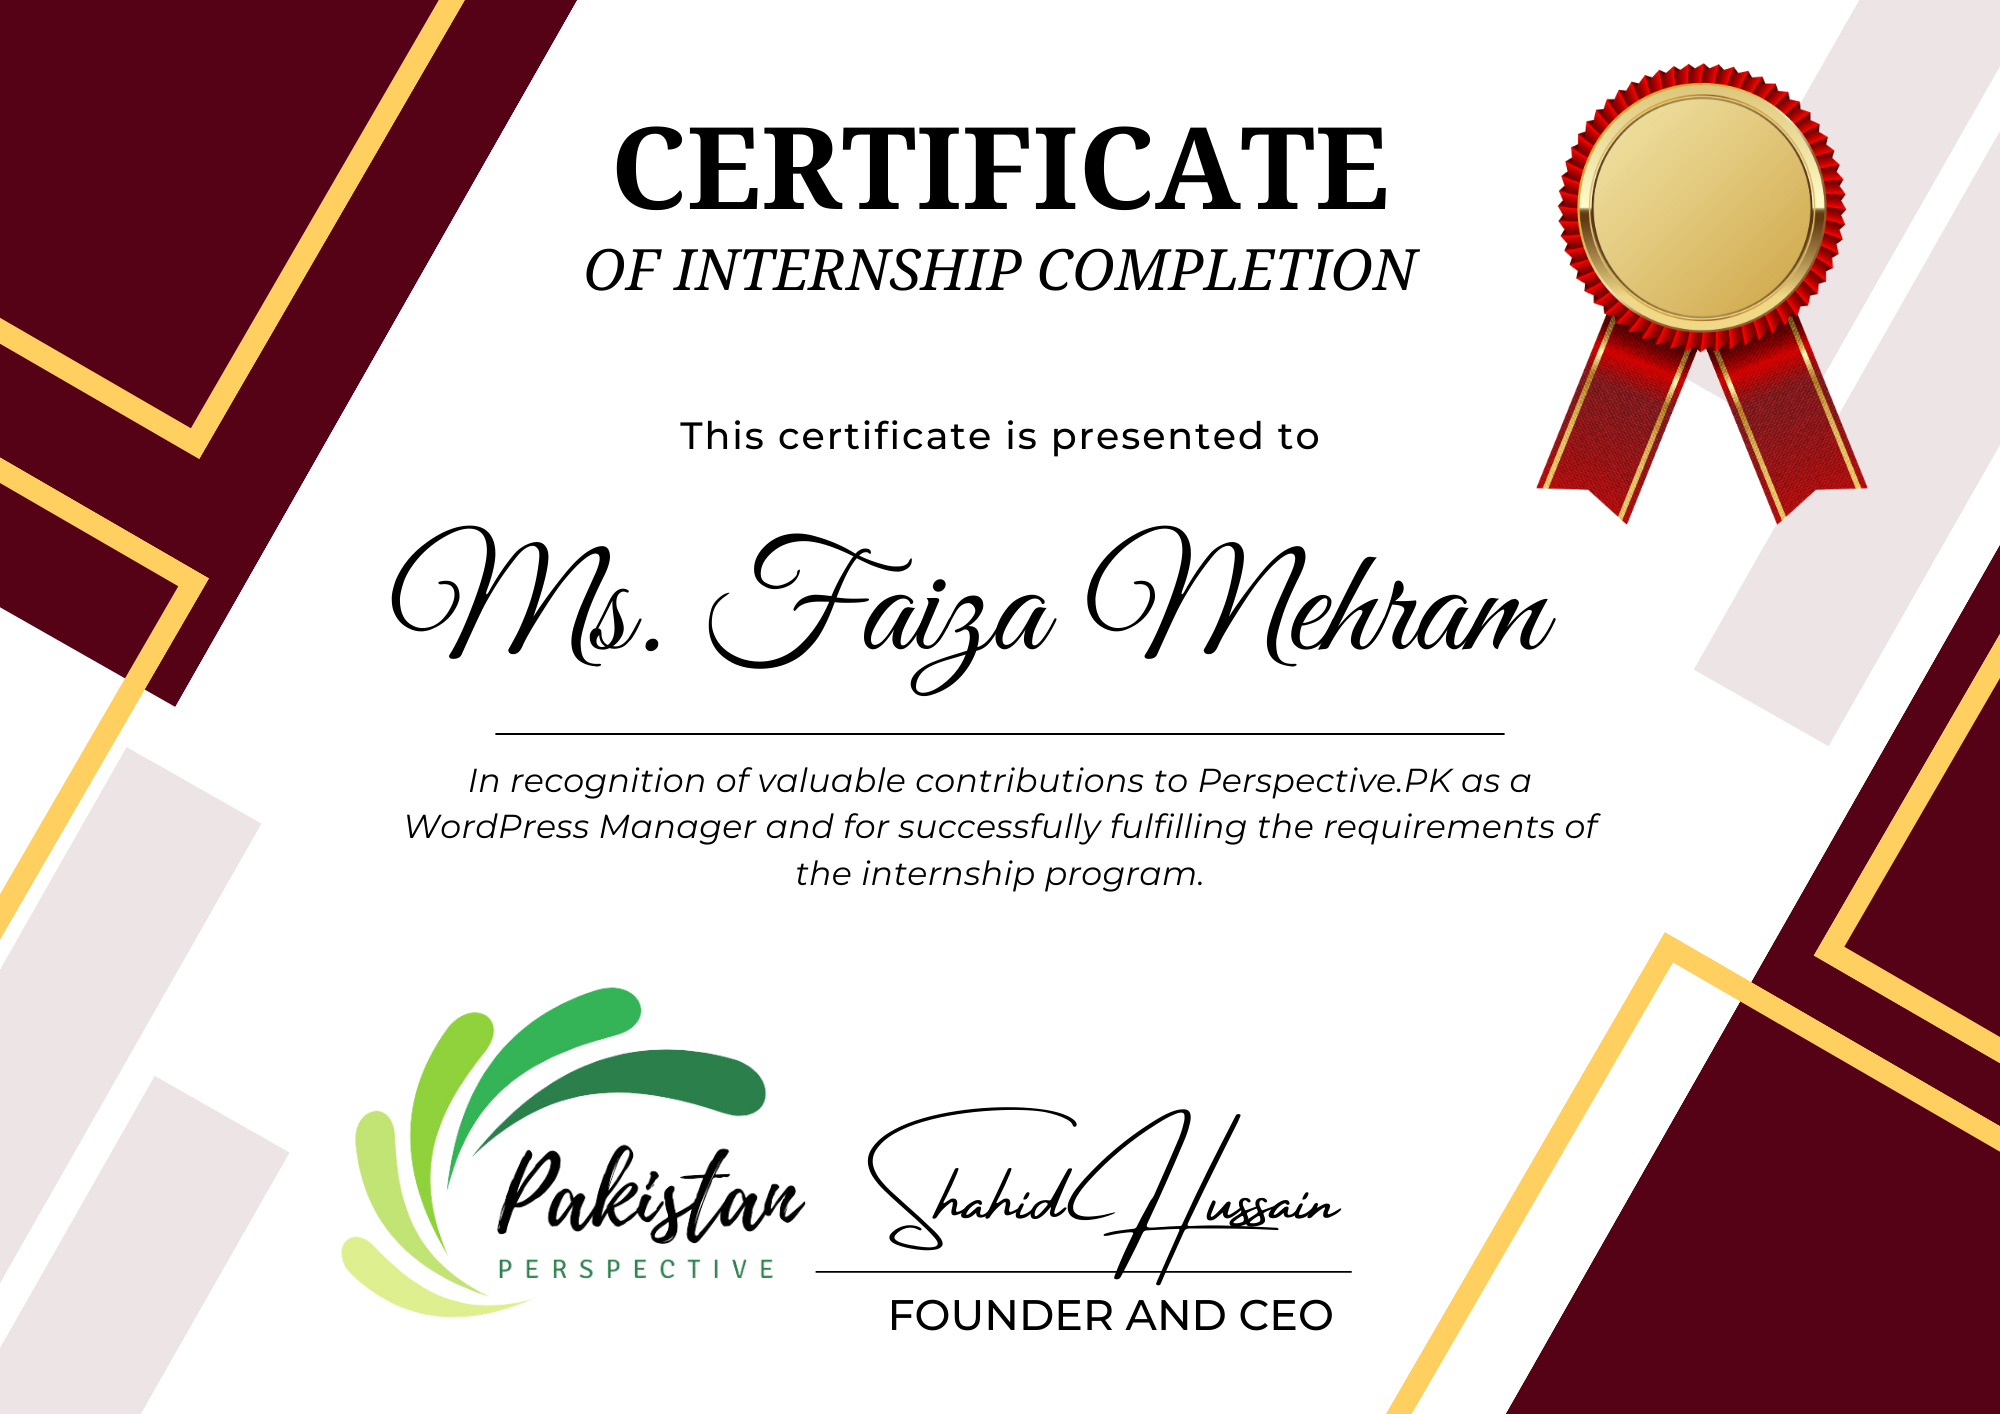 CERTIFICATE
OF INTERNSHIP COMPLETION
This certificate is presented to
Ms. Faiza Mehram
In recognition of valuable contributions to Perspective.PK as a
WordPress Manager and for successfully fulfilling the requirements of
the internship program.
Pakistan
PERSPECTIVE
Shahid Hussain
FOUNDER AND CEO